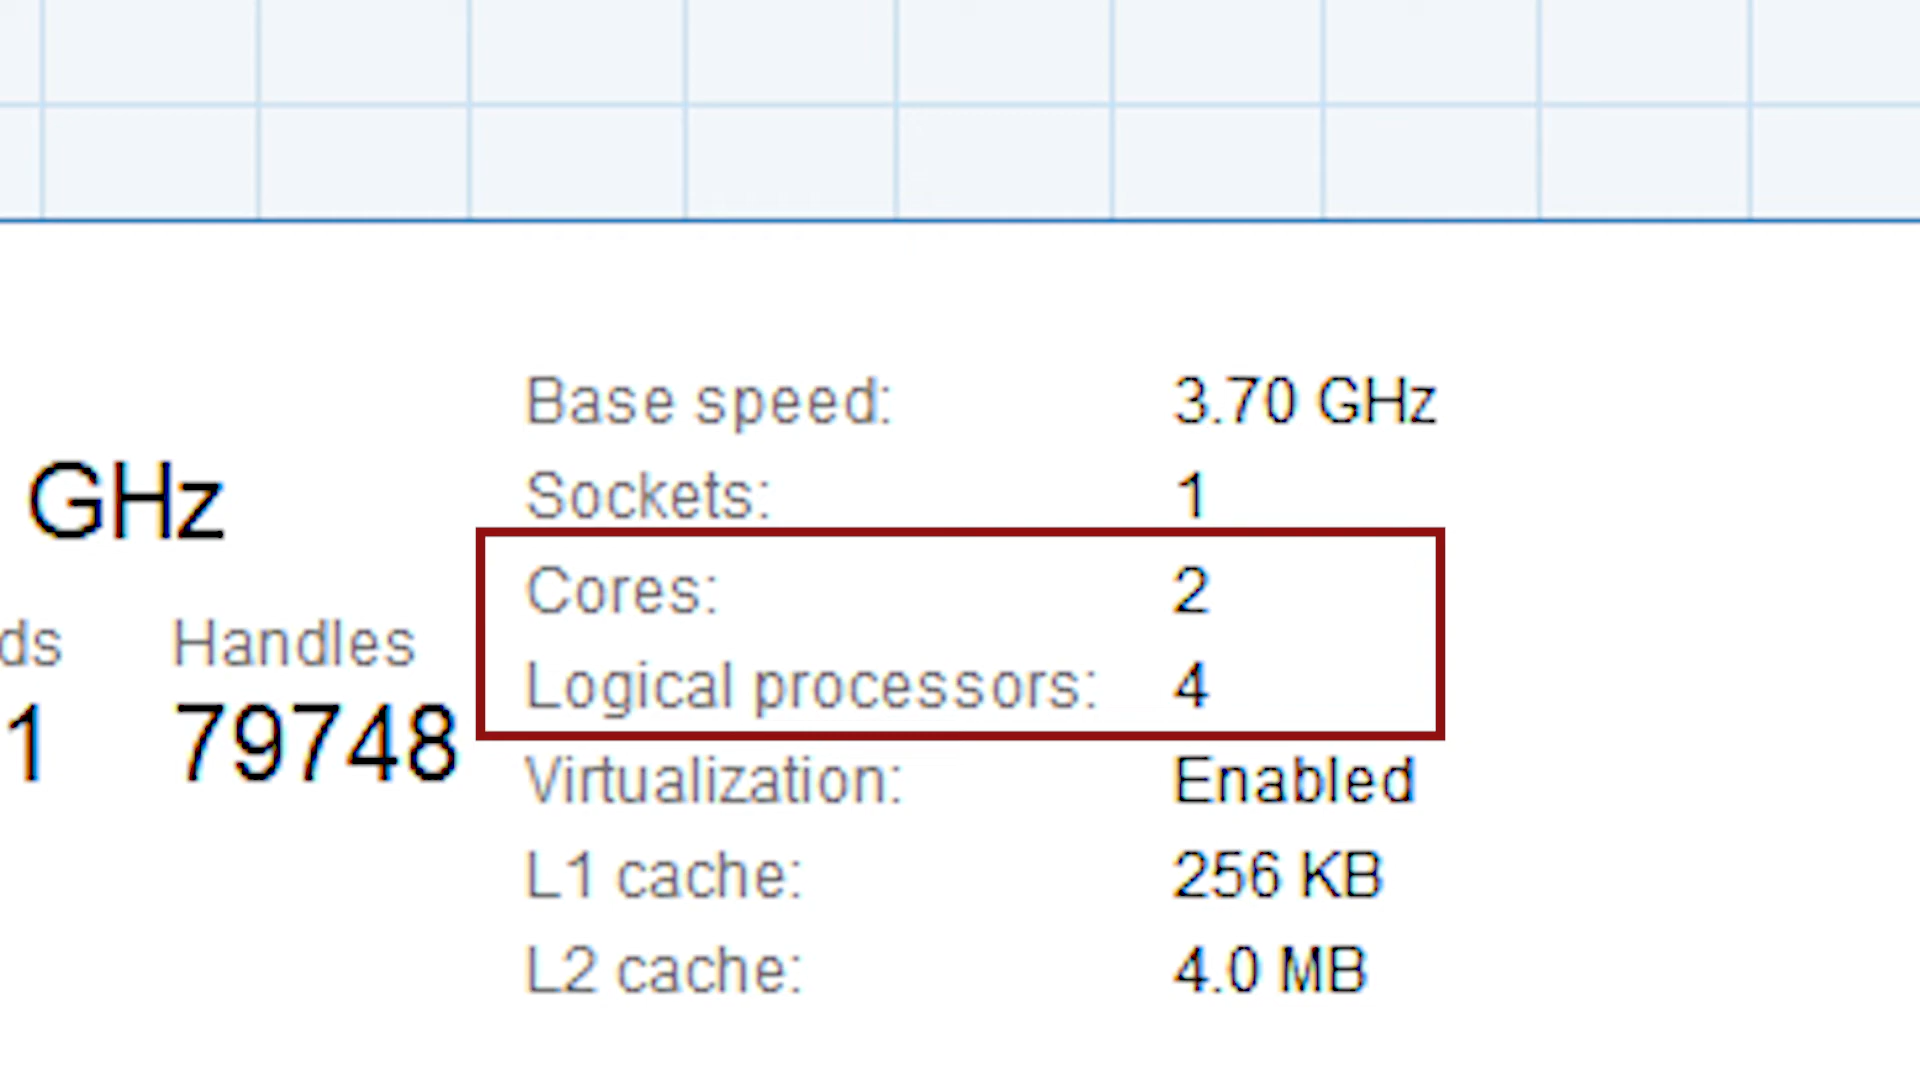 Base speed: 3.70 GHz
GHz
Sockets: 1
Cores: 2
ds Handles
Logical processors: 4
1 79748
Virtualization: Enabled
L1 cache: 256 KB
L2 cache: 4.0 MB